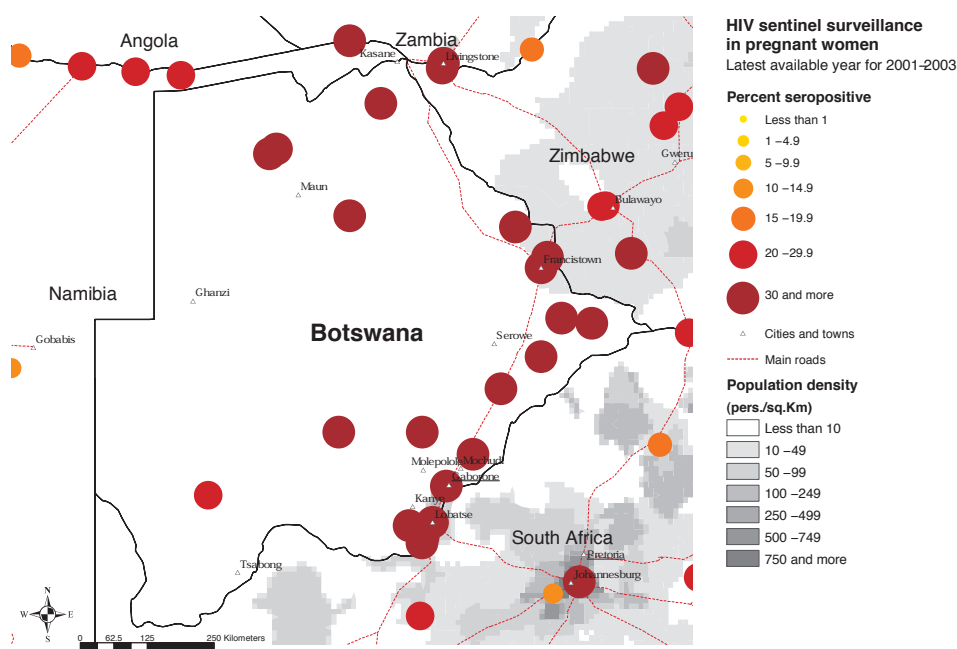 Angola
Zambia
Kasane
Livingstone
Zimbabwe
Gweru
Maun
Bulawayo
Francistown
Namibia
Ghanzi
Gobabis
Botswana
Serowe
Molepolole
Mochudi
Gaborone
Kanye
Lobatse
South Africa
Pretoria
Tsabong
Johannesburg
N
W E
S
0 62.5 125 250 Kilometers
HIV sentinel surveillance
in pregnant women
Latest available year for 2001–2003
Percent seropositive
Less than 1
1 –4.9
5 –9.9
10 –14.9
15 –19.9
20 –29.9
30 and more
Cities and towns
Main roads
Population density
(pers./sq.Km)
Less than 10
10 –49
50 –99
100 –249
250 –499
500 –749
750 and more